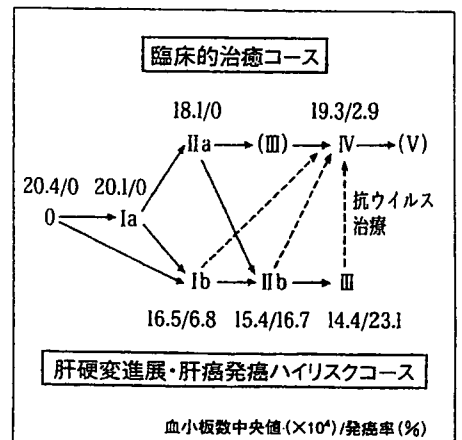 臨床的治癒コース
18.1/0 19.3/2.9
Ⅱa (Ⅲ) Ⅳ (Ⅴ)
20.4/0 20.1/0
0 Ⅰa
抗ウイルス
治療
Ⅰb Ⅱb Ⅲ
16.5/6.8 15.4/16.7 14.4/23.1
肝硬変進展・肝癌発癌ハイリスクコース
血小板数中央値(×10⁴)/発癌率(%)